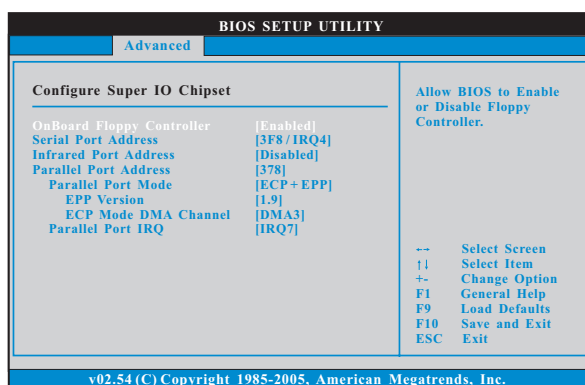 BIOS SETUP UTILITY
Advanced
Configure Super IO Chipset
OnBoard Floppy Controller [Enabled]
Serial Port Address [3F8 / IRQ4]
Infrared Port Address [Disabled]
Parallel Port Address [378]
Parallel Port Mode [ECP + EPP]
EPP Version [1.9]
ECP Mode DMA Channel [DMA3]
Parallel Port IRQ [IRQ7]
Allow BIOS to Enable
or Disable Floppy
Controller.
←→ Select Screen
↑↓ Select Item
+- Change Option
F1 General Help
F9 Load Defaults
F10 Save and Exit
ESC Exit
v02.54 (C) Copyright 1985-2005, American Megatrends, Inc.